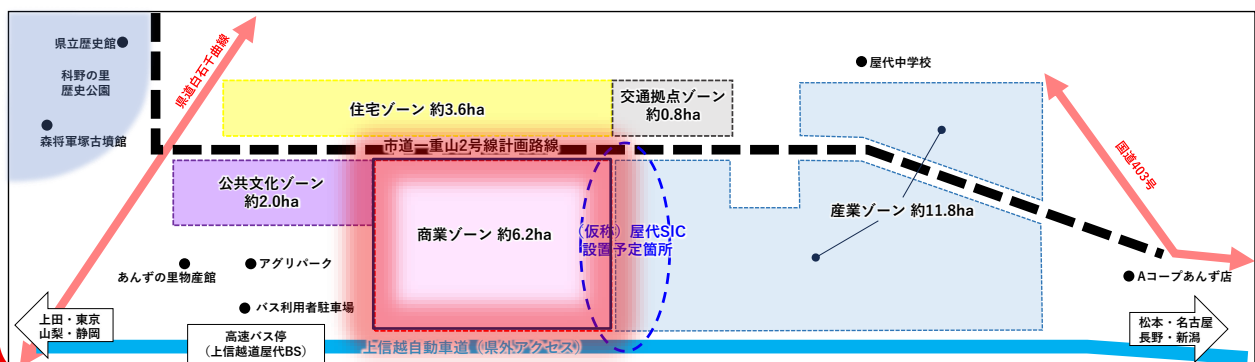 県立歴史館
科野の里
歴史公園
森将軍塚古墳館
県道白石千曲線
住宅ゾーン 約3.6ha
交通拠点ゾーン
約0.8ha
屋代中学校
市道一重山2号線計画路線
国道403号
公共文化ゾーン
約2.0ha
商業ゾーン 約6.2ha
(仮称)屋代SIC
設置予定箇所
産業ゾーン 約11.8ha
あんずの里物産館
アグリパーク
バス利用者駐車場
Aコープあんず店
上田・東京
山梨・静岡
高速バス停
(上信越道屋代BS)
上信越自動車道(県外アクセス)
松本・名古屋
長野・新潟